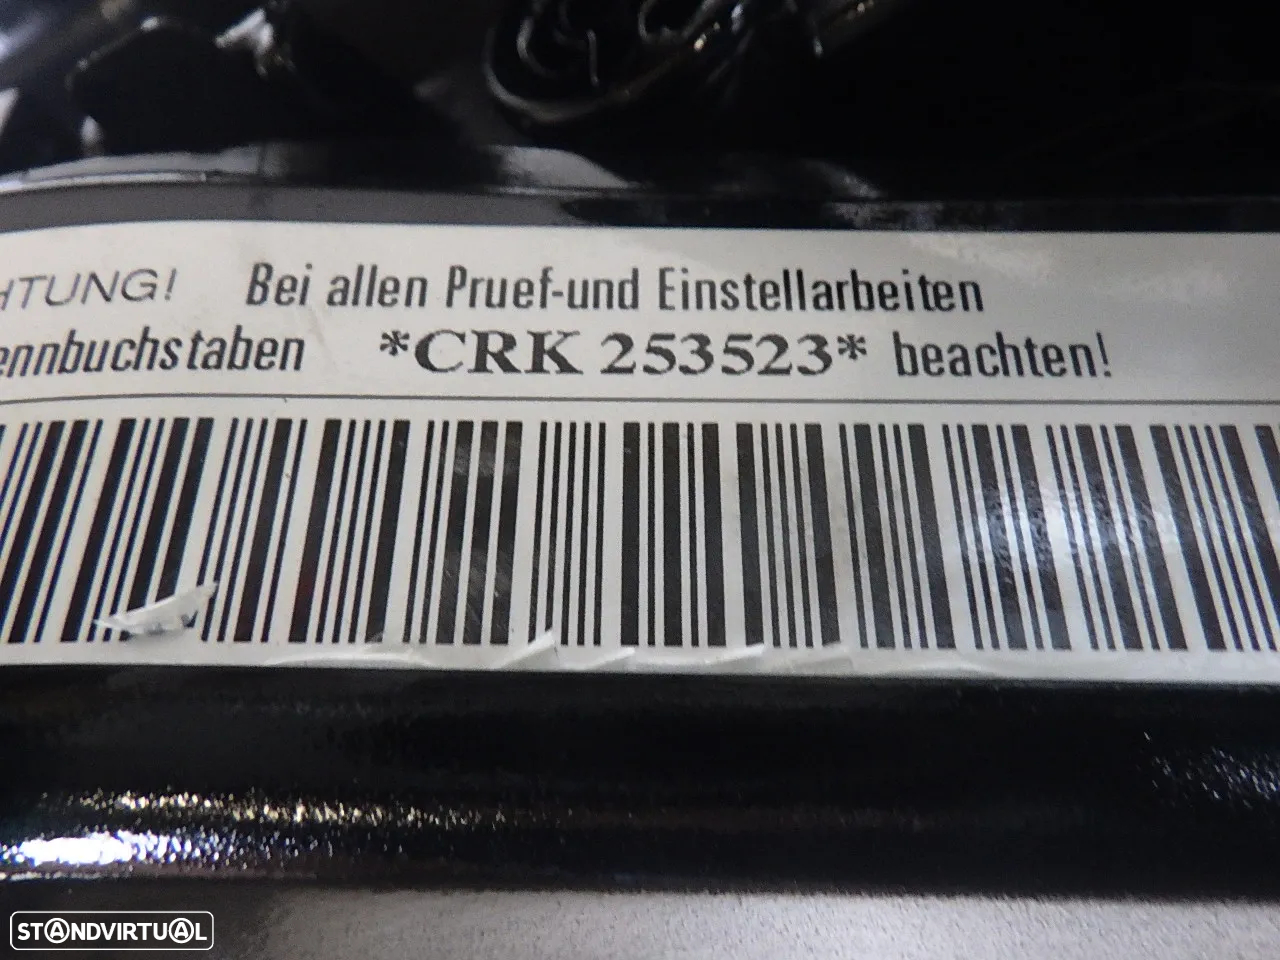 HTUNG! Bei allen Pruef-und Einstellarbeiten
ennbuchstaben *CRK 253523* beachten!
STANDVIRTUAL